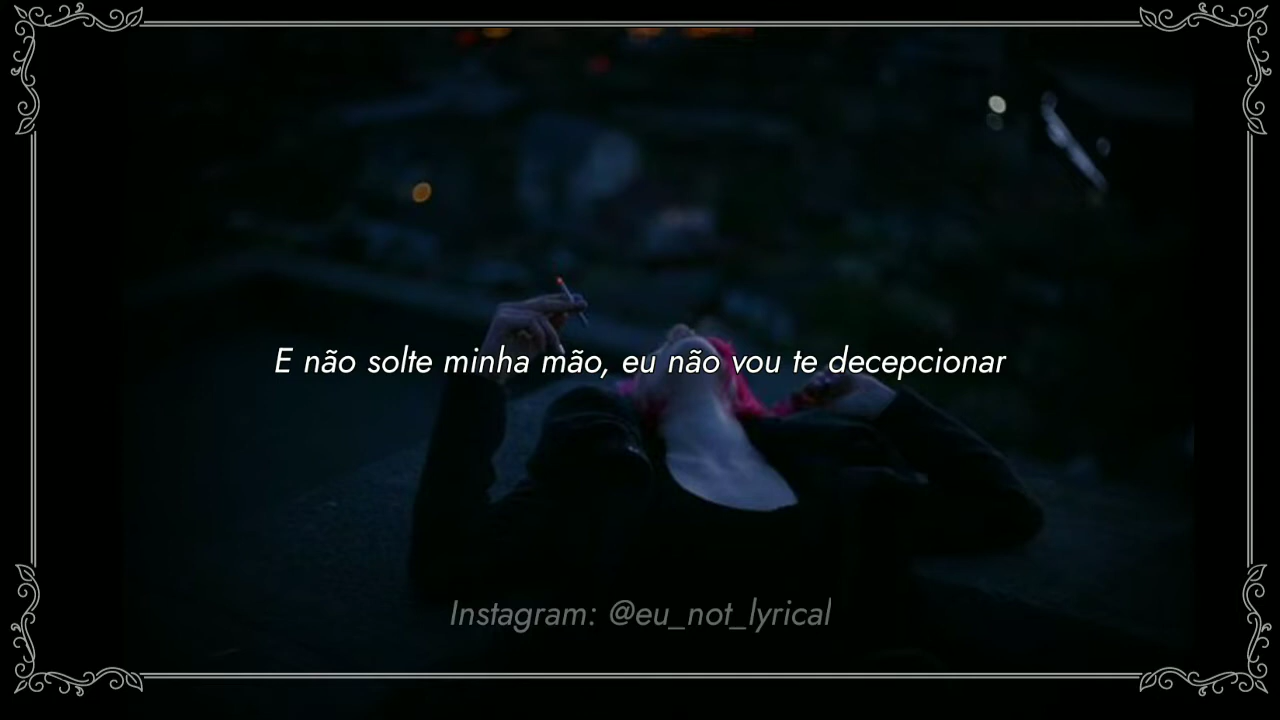 E não solte minha mão, eu não vou te decepcionar
Instagram: @eu_not_lyrical